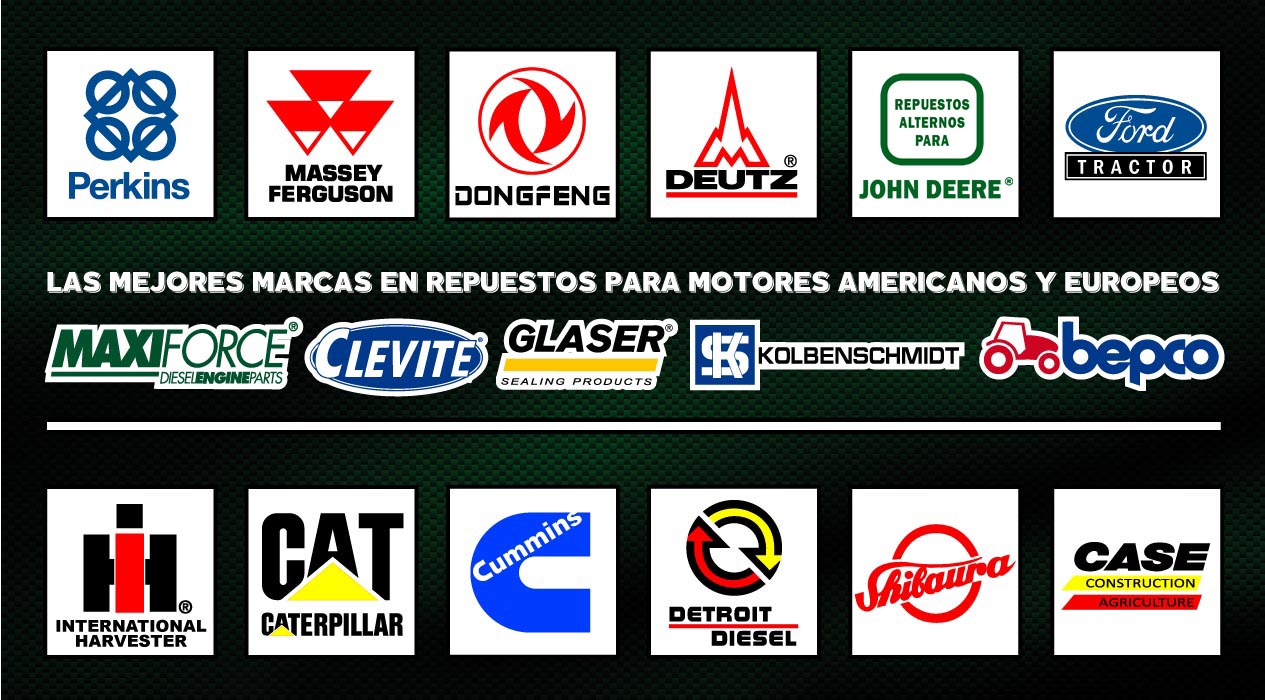 Perkins
MASSEY
FERGUSON
DONGFENG
DEUTZ®
REPUESTOS
ALTERNOS
PARA
JOHN DEERE®
Ford
TRACTOR
LAS MEJORES MARCAS EN REPUESTOS PARA MOTORES AMERICANOS Y EUROPEOS
MAXIFORCE®
DIESELENGINEPARTS
CLEVITE®
GLASER®
SEALING PRODUCTS
KS KOLBENSCHMIDT
bepco
IH®
INTERNATIONAL
HARVESTER
CAT
CATERPILLAR
Cummins
DETROIT
DIESEL
Shibaura
CASE
CONSTRUCTION
AGRICULTURE